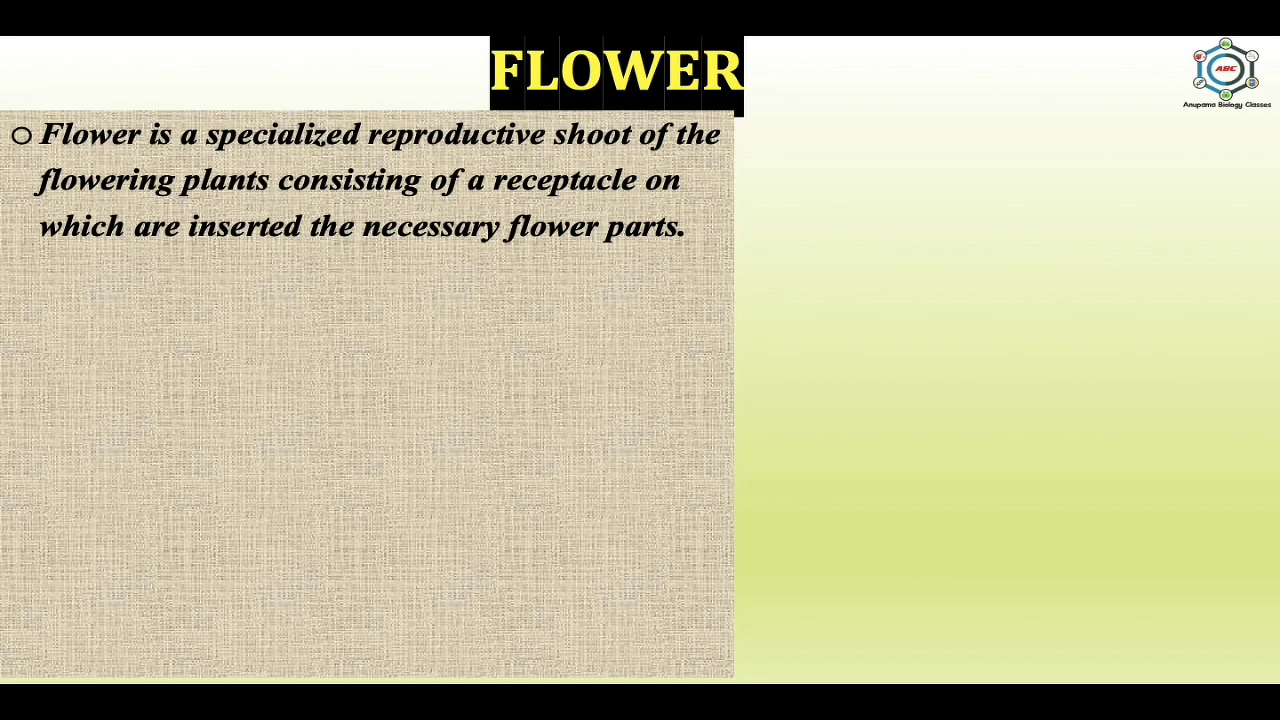 FLOWER
ABC
Anupama Biology Classes
o Flower is a specialized reproductive shoot of the
flowering plants consisting of a receptacle on
which are inserted the necessary flower parts.